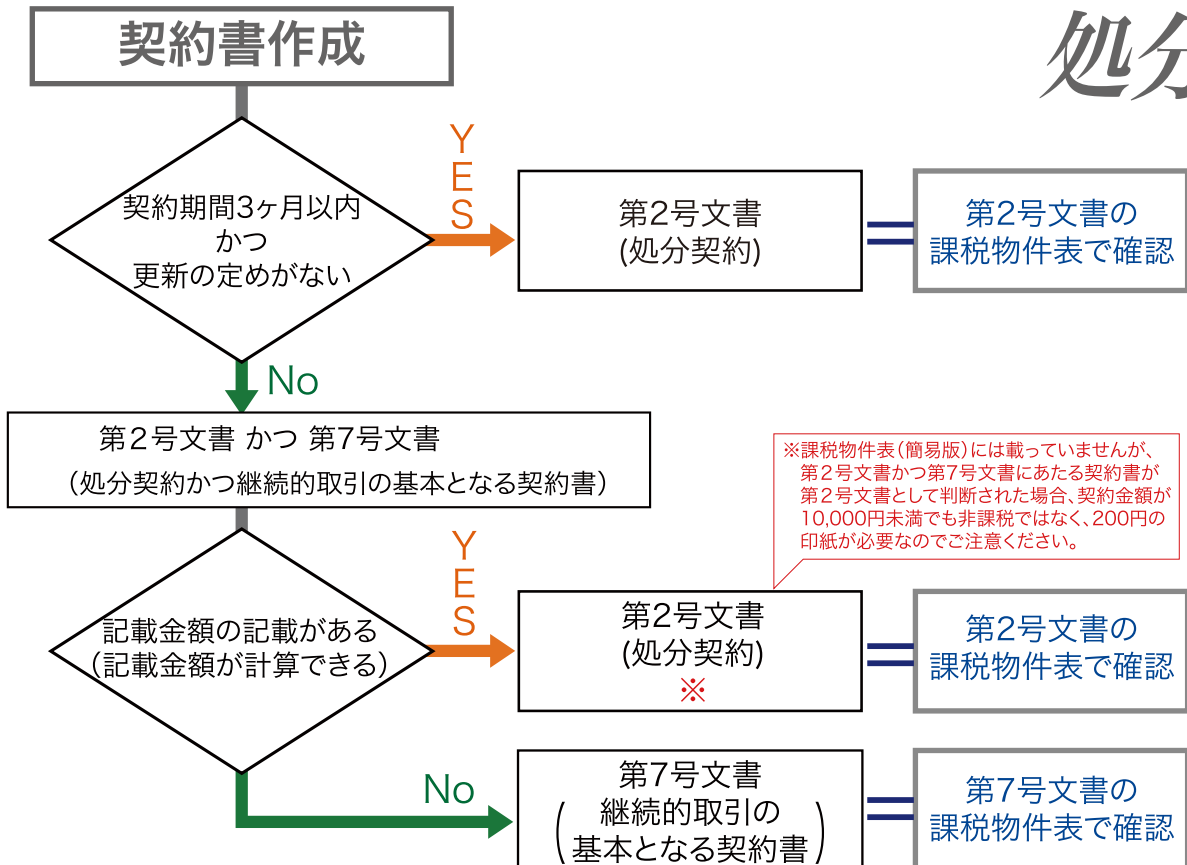 契約書作成
処分
契約期間3ヶ月以内
かつ
更新の定めがない
YES
第2号文書
(処分契約)
第2号文書の
課税物件表で確認
No
第2号文書 かつ 第7号文書
(処分契約かつ継続的取引の基本となる契約書)
※課税物件表(簡易版)には載っていませんが、
第2号文書かつ第7号文書にあたる契約書が
第2号文書として判断された場合、契約金額が
10,000円未満でも非課税ではなく、200円の
印紙が必要なのでご注意ください。
記載金額の記載がある
(記載金額が計算できる)
YES
第2号文書
(処分契約)
※
第2号文書の
課税物件表で確認
No
第7号文書
(継続的取引の
基本となる契約書)
第7号文書の
課税物件表で確認